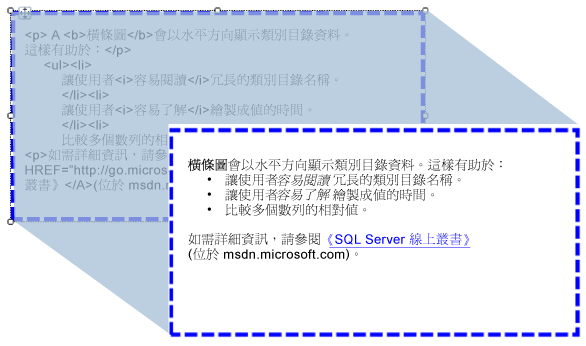 <p> A <b>橫條圖</b>會以水平方向顯示類別目錄資料。
這樣有助於：</p>
<ul><li>
讓使用者<i>容易閱讀</i>冗長的類別目錄名稱。
</li><li>
讓使用者<i>容易了解</i>繪製成值的時間。
</li><li>
比較多個數列的相
<p>如需詳細資訊，請參
HREF="http://go.micros
叢書》</A>(位於 msdn.
橫條圖會以水平方向顯示類別目錄資料。這樣有助於：
• 讓使用者容易閱讀 冗長的類別目錄名稱。
• 讓使用者容易了解 繪製成值的時間。
• 比較多個數列的相對值。
如需詳細資訊，請參閱《SQL Server 線上叢書》
(位於 msdn.microsoft.com)。